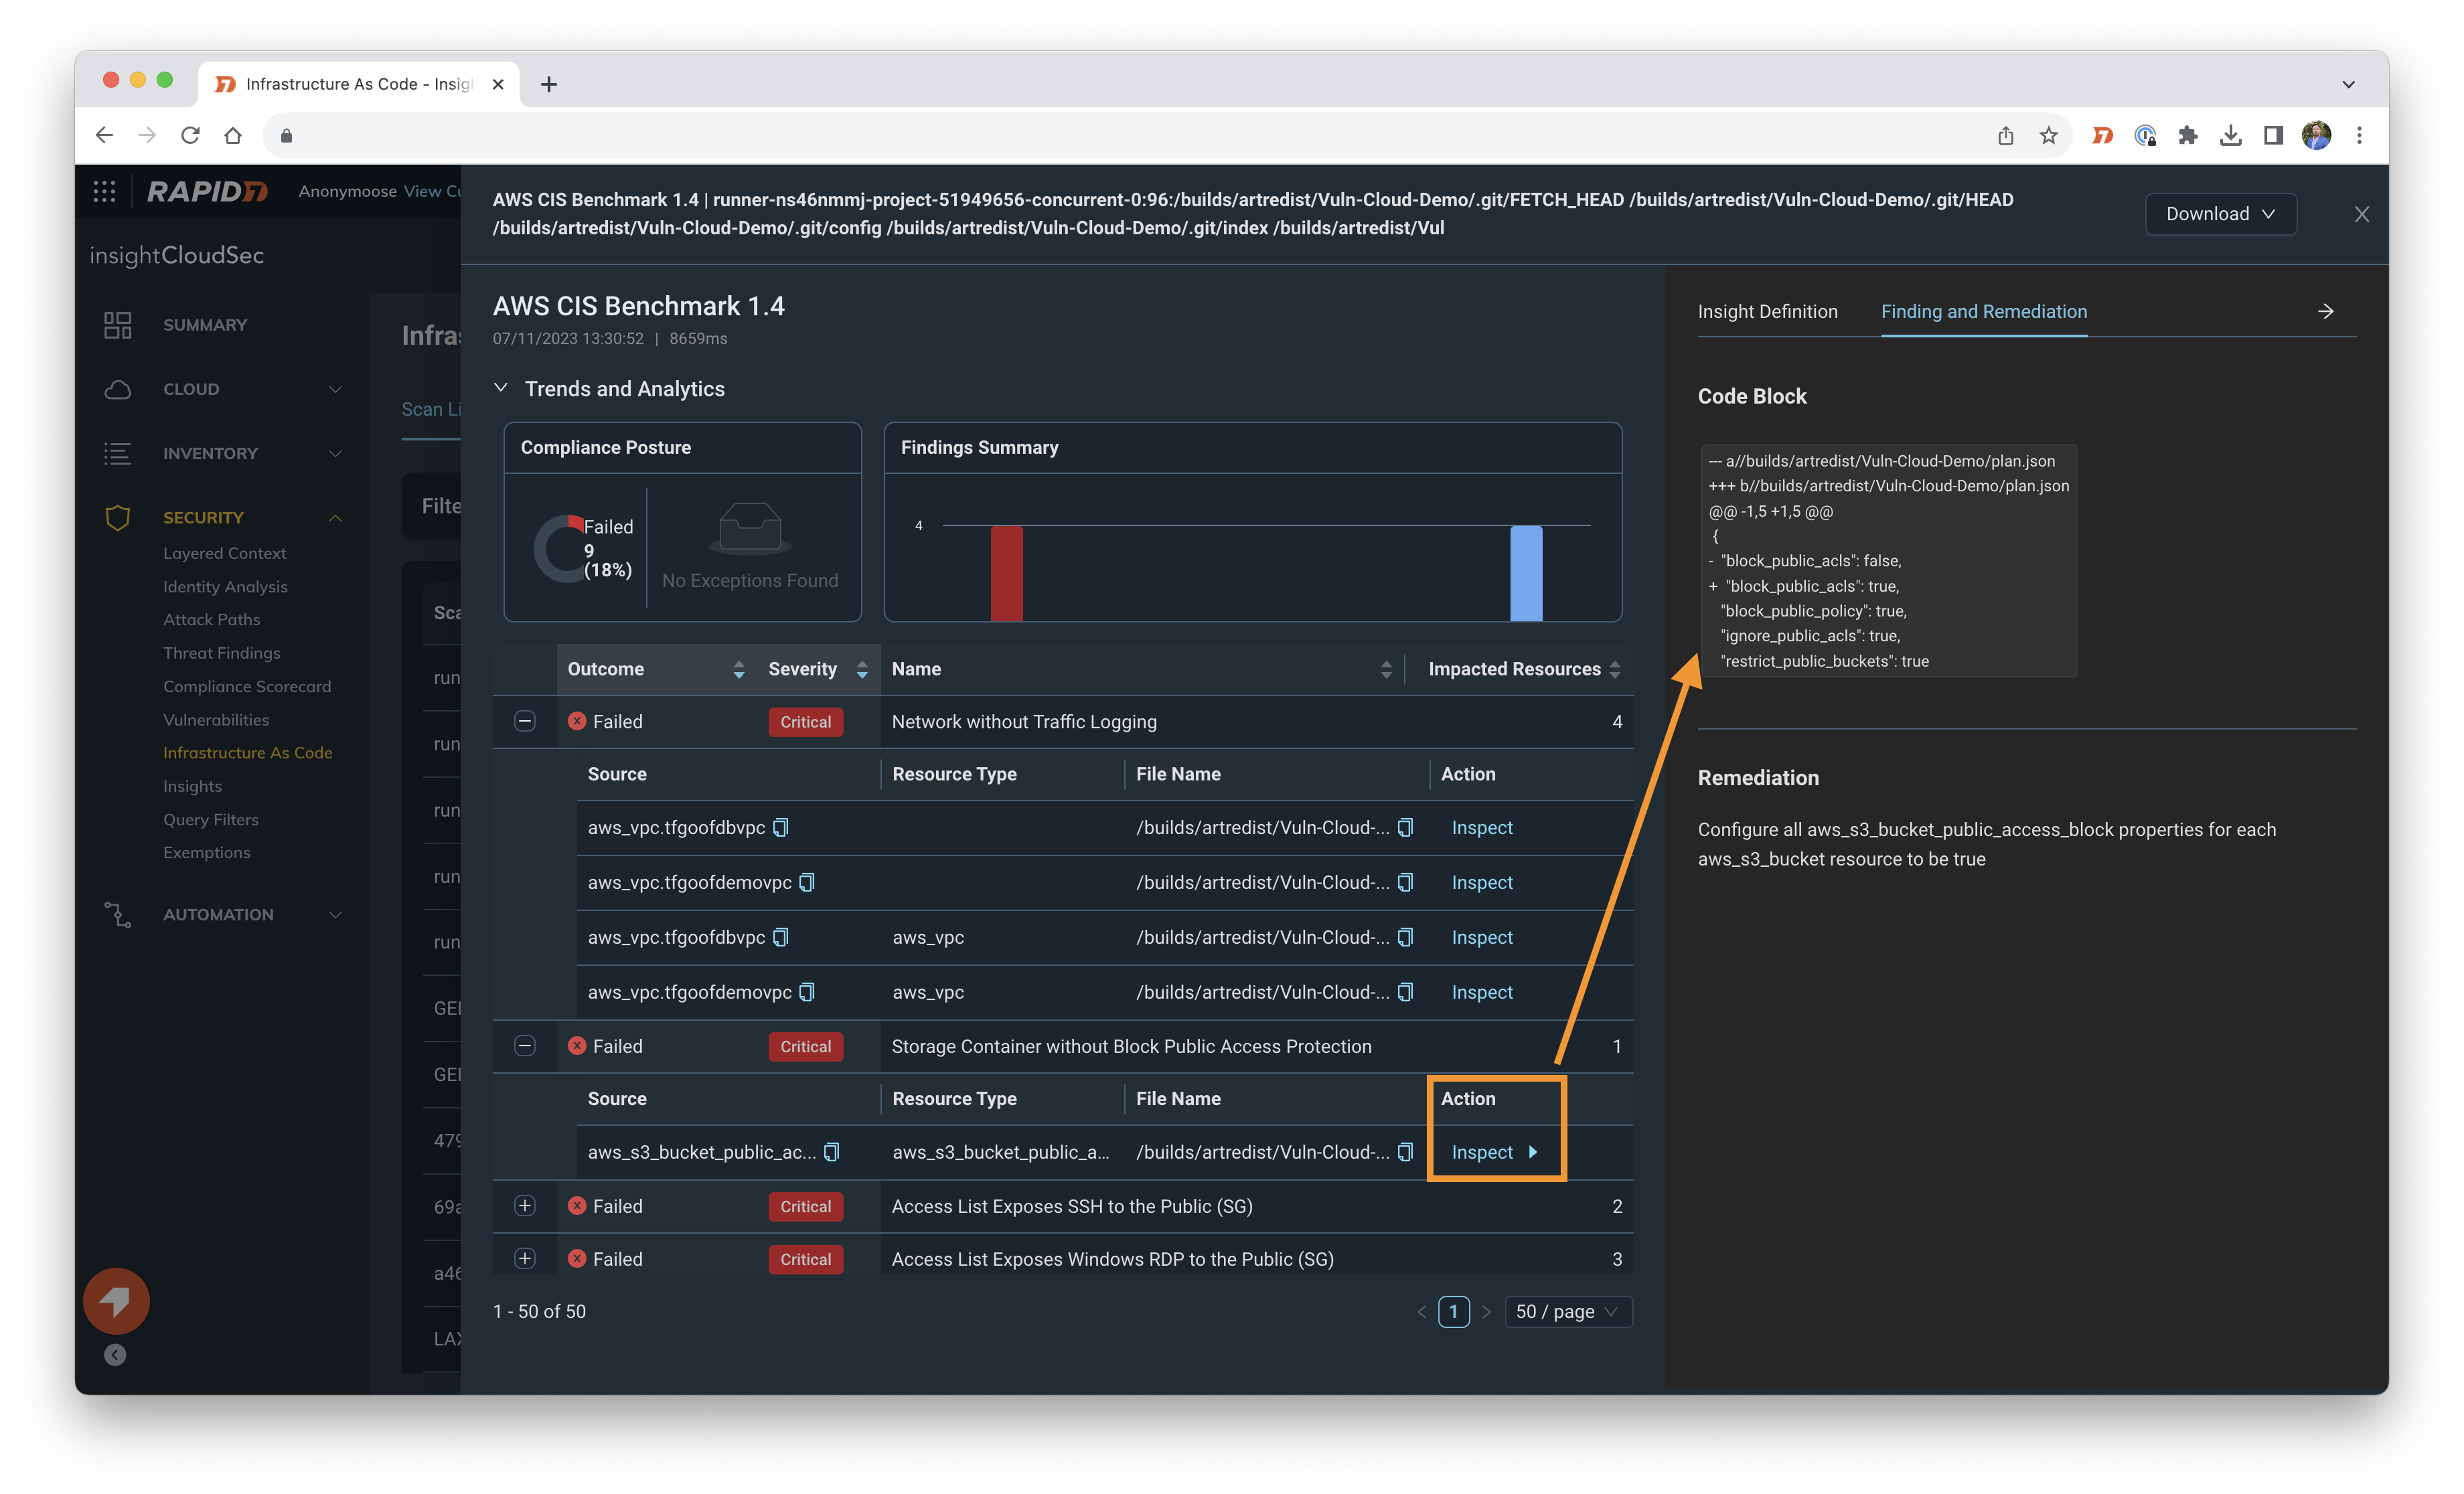 Infrastructure As Code - Insig
RAPID7
Anonymoose View Cu
insightCloudSec
SUMMARY
CLOUD
INVENTORY
SECURITY
Layered Context
Identity Analysis
Attack Paths
Threat Findings
Compliance Scorecard
Vulnerabilities
Infrastructure As Code
Insights
Query Filters
Exemptions
AUTOMATION
Infras
Scan Li
Filte
Sca
run
run
run
run
run
GEI
GEI
479
69a
a46
LAX
AWS CIS Benchmark 1.4 | runner-ns46nmmj-project-51949656-concurrent-0:96:/builds/artredist/Vuln-Cloud-Demo/.git/FETCH_HEAD /builds/artredist/Vuln-Cloud-Demo/.git/HEAD
/builds/artredist/Vuln-Cloud-Demo/.git/config /builds/artredist/Vuln-Cloud-Demo/.git/index /builds/artredist/Vul
Download
AWS CIS Benchmark 1.4
07/11/2023 13:30:52 | 8659ms
Trends and Analytics
Compliance Posture
Failed
9
(18%)
No Exceptions Found
Findings Summary
4
Outcome Severity Name Impacted Resources
Failed Critical Network without Traffic Logging 4
Source Resource Type File Name Action
aws_vpc.tfgoofdbvpc /builds/artredist/Vuln-Cloud-... Inspect
aws_vpc.tfgoofdemovpc /builds/artredist/Vuln-Cloud-... Inspect
aws_vpc.tfgoofdbvpc aws_vpc /builds/artredist/Vuln-Cloud-... Inspect
aws_vpc.tfgoofdemovpc aws_vpc /builds/artredist/Vuln-Cloud-... Inspect
Failed Critical Storage Container without Block Public Access Protection 1
Source Resource Type File Name Action
aws_s3_bucket_public_ac... aws_s3_bucket_public_a... /builds/artredist/Vuln-Cloud-... Inspect
Failed Critical Access List Exposes SSH to the Public (SG) 2
Failed Critical Access List Exposes Windows RDP to the Public (SG) 3
1 - 50 of 50
1
50 / page
Insight Definition Finding and Remediation
Code Block
--- a//builds/artredist/Vuln-Cloud-Demo/plan.json
+++ b//builds/artredist/Vuln-Cloud-Demo/plan.json
@@ -1,5 +1,5 @@
{
- "block_public_acls": false,
+ "block_public_acls": true,
"block_public_policy": true,
"ignore_public_acls": true,
"restrict_public_buckets": true
Remediation
Configure all aws_s3_bucket_public_access_block properties for each
aws_s3_bucket resource to be true